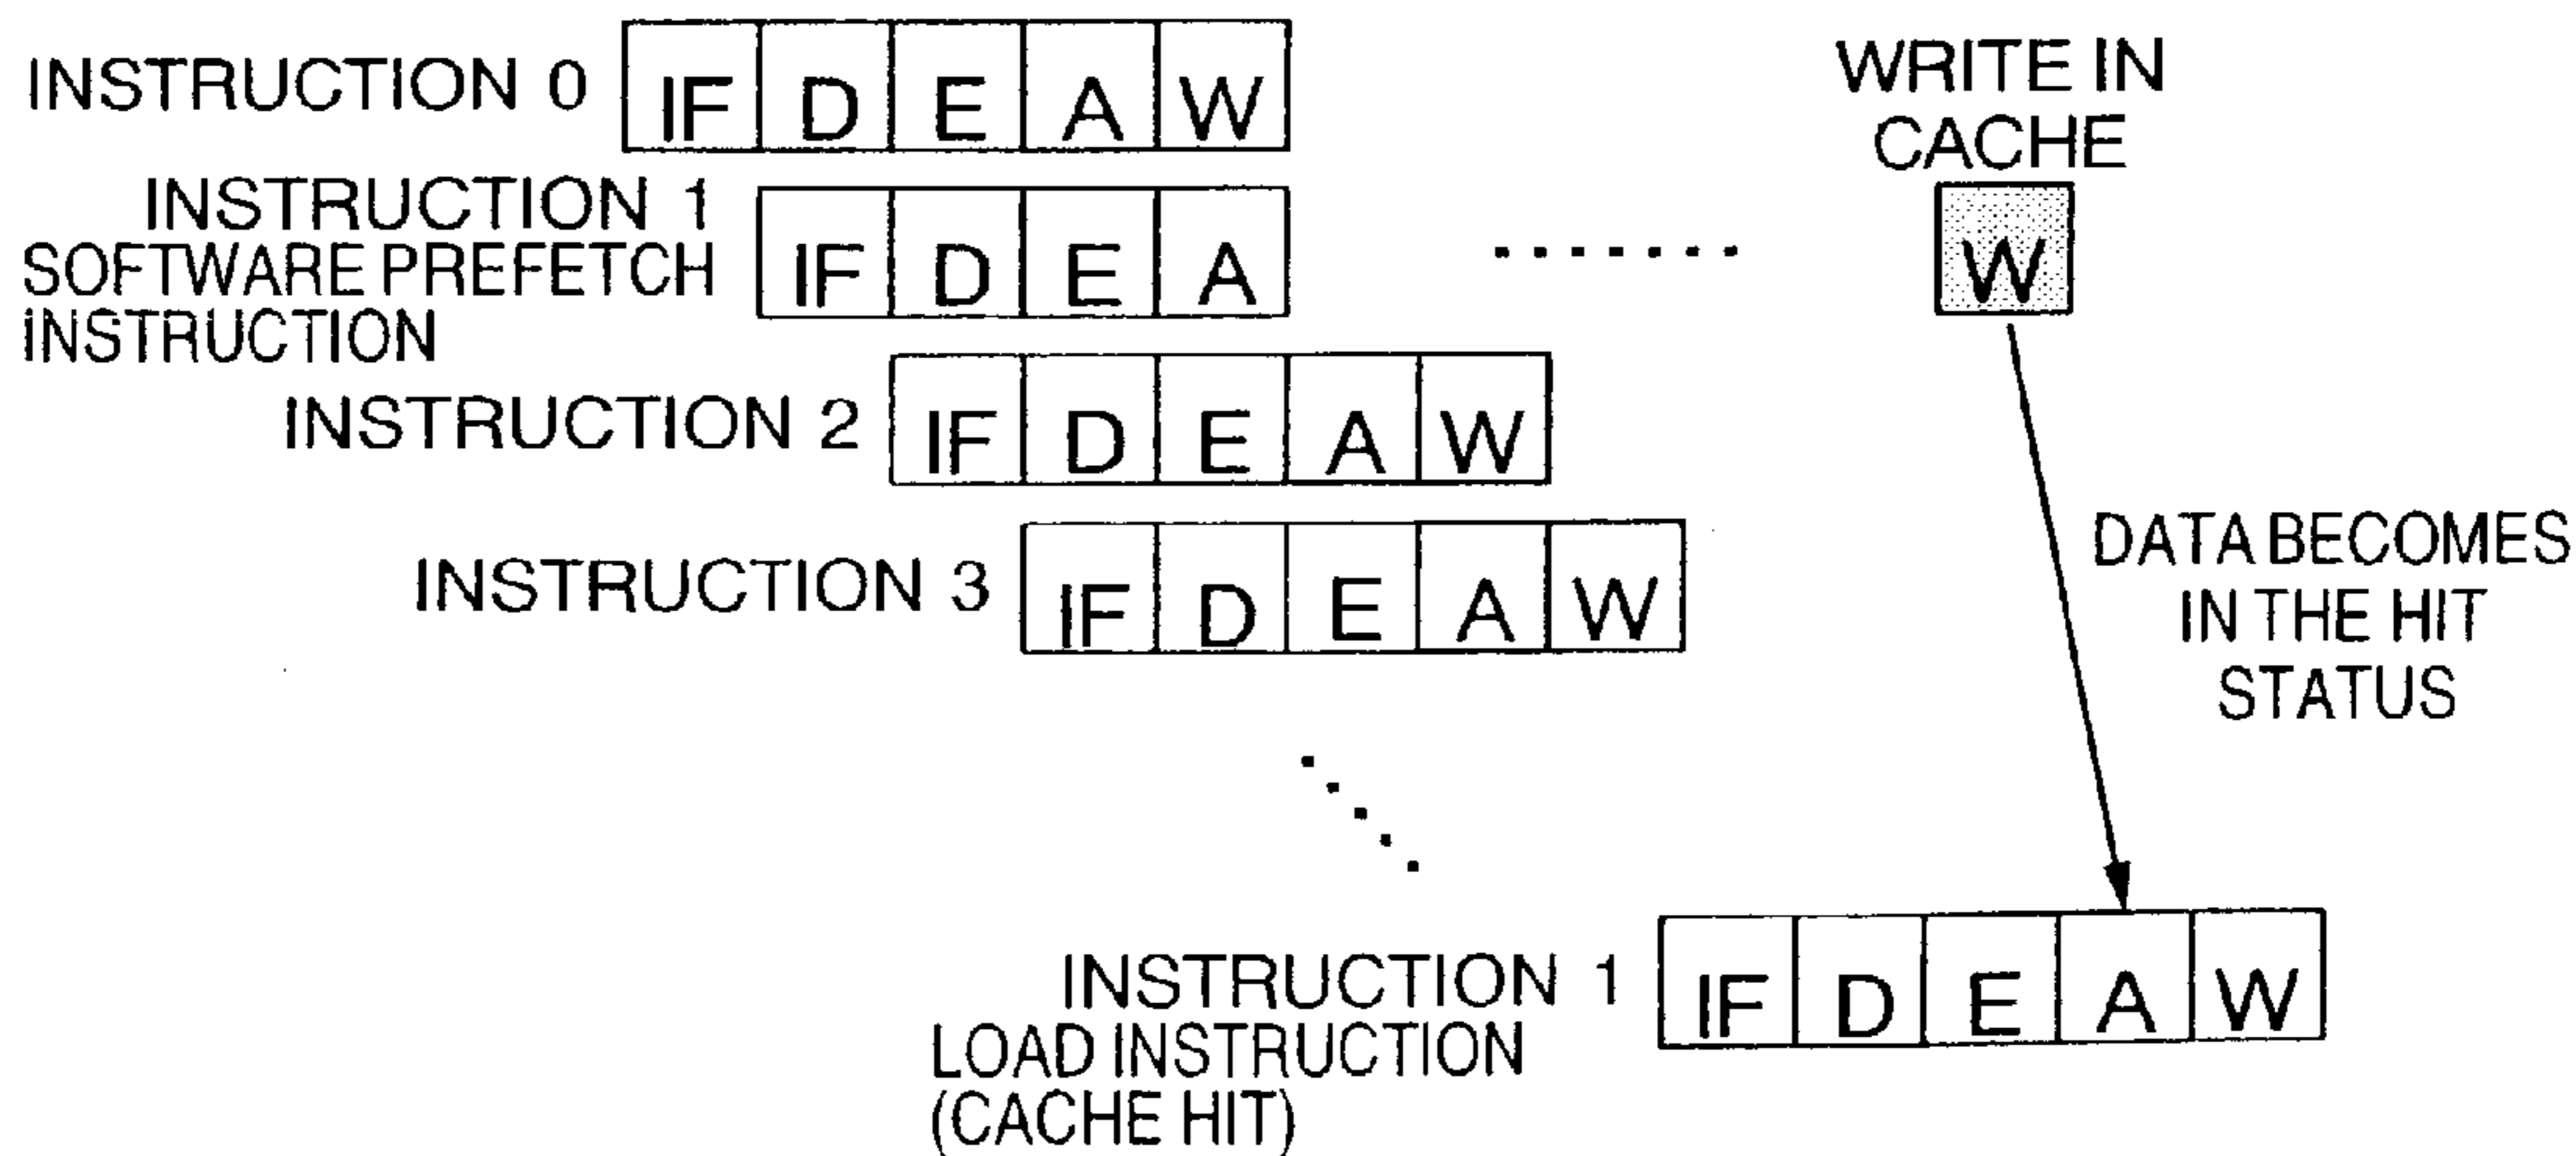 INSTRUCTION 0 IF D E A W
WRITE IN
CACHE
INSTRUCTION 1
SOFTWARE PREFETCH
INSTRUCTION
IF D E A ....... W
INSTRUCTION 2 IF D E A W
INSTRUCTION 3 IF D E A W
DATA BECOMES
IN THE HIT
STATUS
INSTRUCTION 1 IF D E A W
LOAD INSTRUCTION
(CACHE HIT)